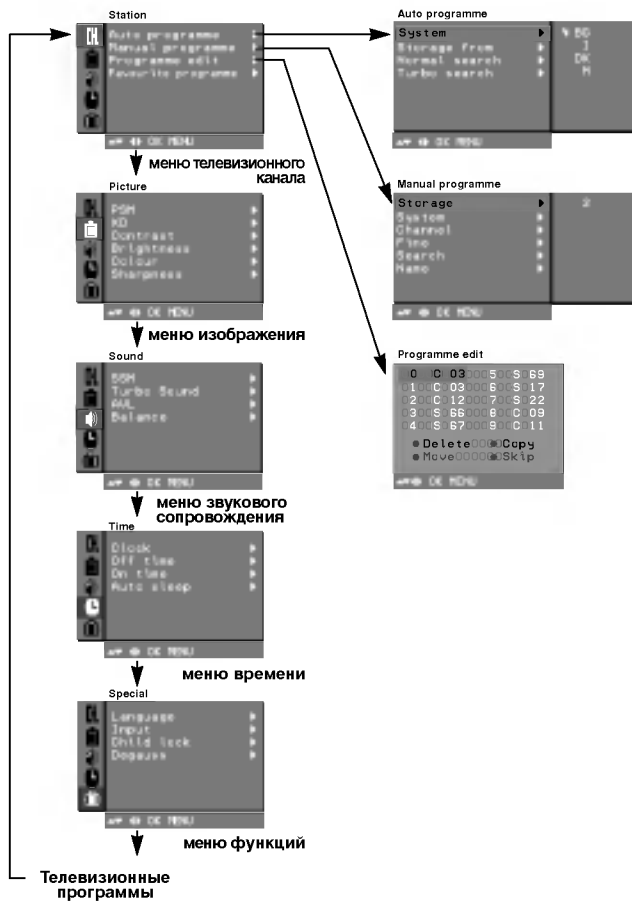 Station
Auto programme
Manual programme
Programme edit
Favourite programme
OK MENU
меню телевизионного
канала
Picture
PSM
XD
Contrast
Brightness
Colour
Sharpness
OK MENU
меню изображения
Sound
SSM
Turbo Sound
AVL
Balance
меню звукового
сопровождения
Time
Clock
Off time
On time
Auto sleep
OK MENU
меню времени
Special
Language
Input
Child lock
Degauss
OK MENU
меню функций
Телевизионные
программы
Auto programme
System
Storage from
Normal search
Turbo search
BG
I
DK
M
OK MENU
Manual programme
Storage
System
Channel
Fine
Search
Name
2
OK MENU
Programme edit
0 C 03 5 S 69
1 C 03 6 S 17
2 C 12 7 S 22
3 S 66 8 C 09
4 S 67 9 C 11
Delete Copy
Move Skip
OK MENU